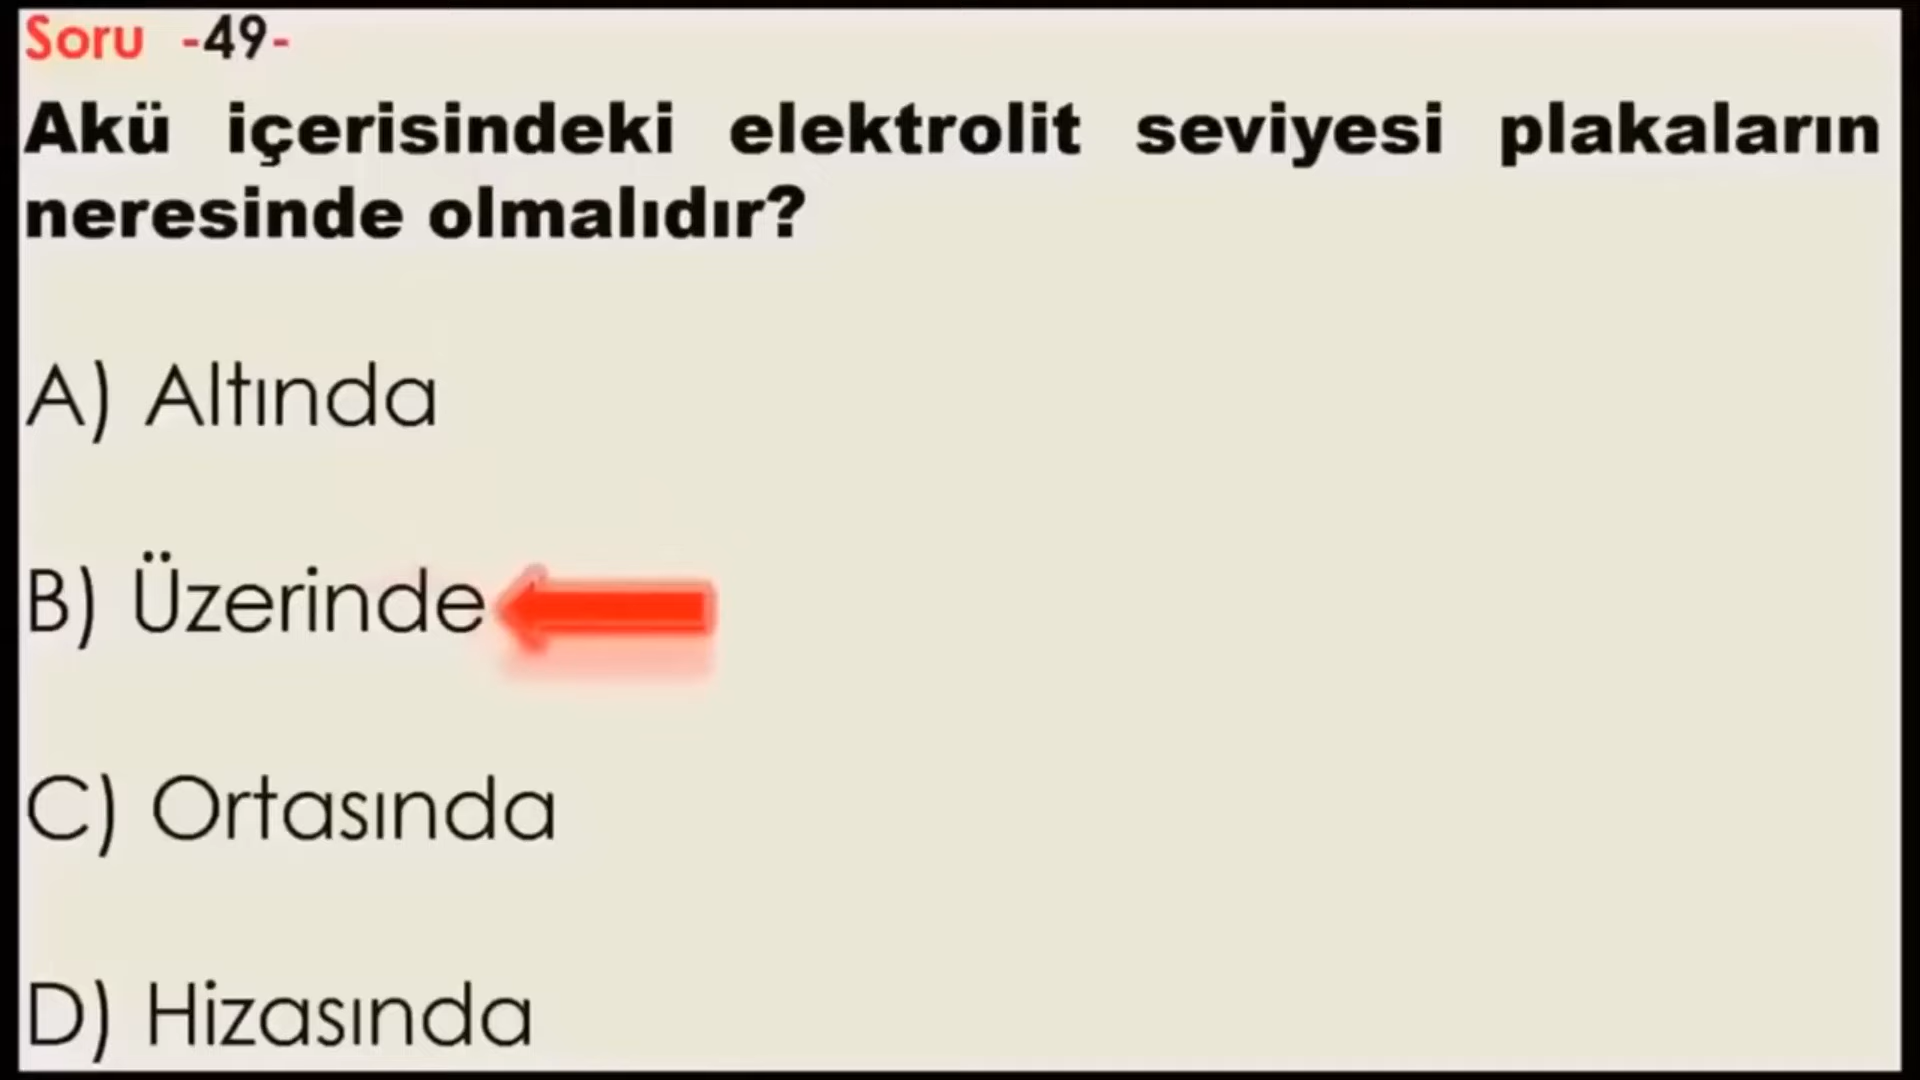 Soru -49-
Akü içerisindeki elektrolit seviyesi plakaların
neresinde olmalıdır?
A) Altında
B) Üzerinde
C) Ortasında
D) Hizasında